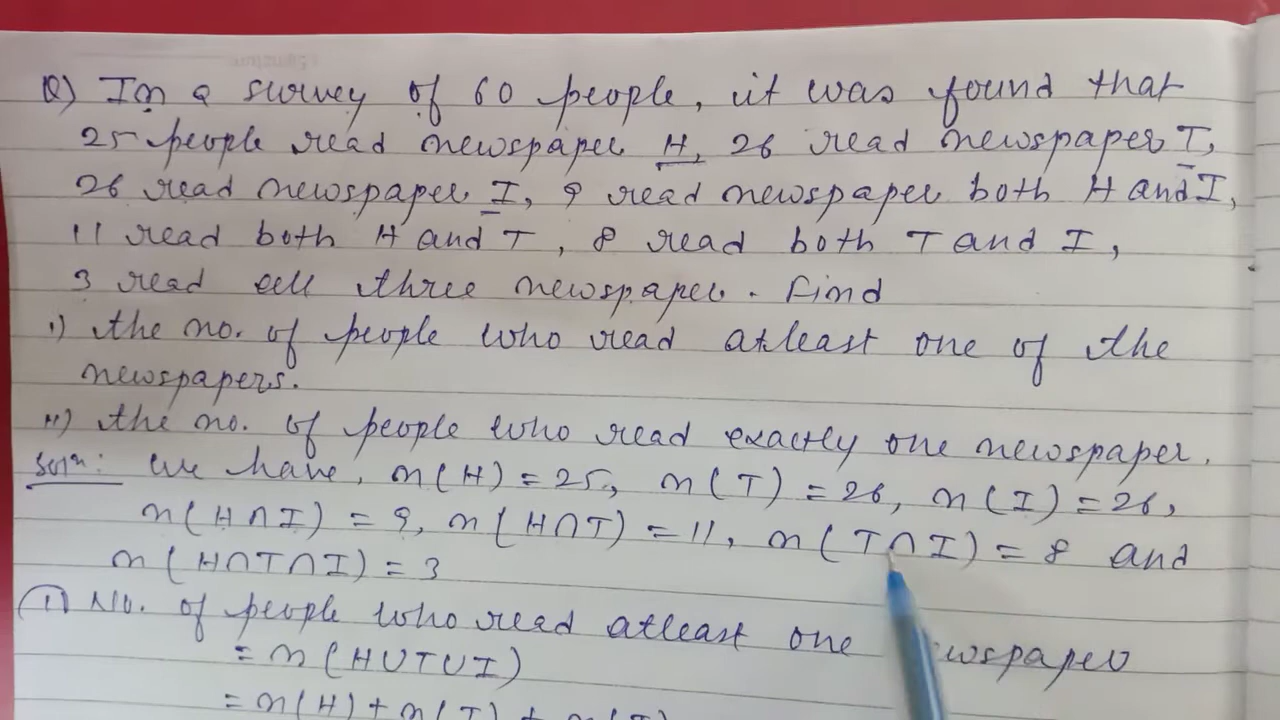 Q) In a survey of 60 people, it was found that
25 people read newspaper H, 26 read newspaper T,
26 read newspaper I, 9 read newspaper both H and I,
11 read both H and T, 8 read both T and I,
3 read all three newspaper. Find
i) the no. of people who read atleast one of the
newspapers.
ii) the no. of people who read exactly one newspaper.
Solⁿ: We have, n(H) = 25, n(T) = 26, n(I) = 26,
n(H∩I) = 9, n(H∩T) = 11, n(T∩I) = 8 and
n(H∩T∩I) = 3
(i) No. of people who read atleast one wspaper
= n(H∪T∪I)
= n(H) + n(T) +